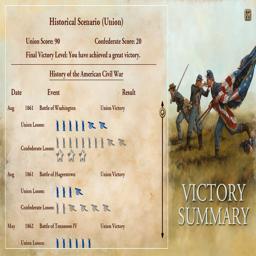 Historical Scenario (Union)
Union Score: 90 Confederate Score: 20
Final Victory Level: You have achieved a great victory.
History of the American Civil War
Date Event Result
Aug 1861 Battle of Washington Union Victory
Union Losses:
Confederate Losses:
Aug 1861 Battle of Hagerstown Union Victory
Union Losses:
Confederate Losses:
May 1862 Battle of Tennessee IV Union Victory
Union Losses:
VICTORY
SUMMARY